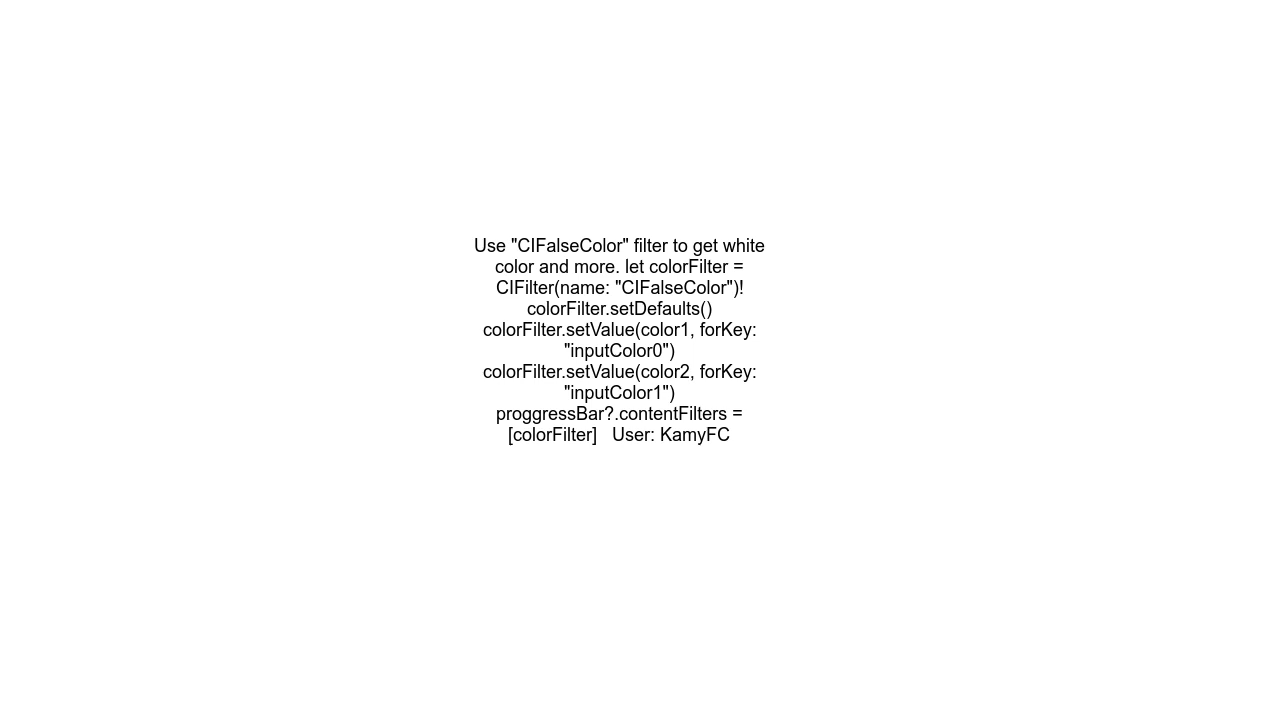 Use "CIFalseColor" filter to get white
color and more. let colorFilter =
CIFilter(name: "CIFalseColor")!
colorFilter.setDefaults()
colorFilter.setValue(color1, forKey:
"inputColor0")
colorFilter.setValue(color2, forKey:
"inputColor1")
proggressBar?.contentFilters =
[colorFilter]   User: KamyFC